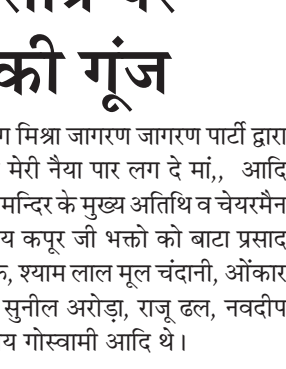 की गूंज
मिश्रा जागरण जागरण पार्टी द्वारा
मेरी नैया पार लग दे मां,, आदि
मन्दिर के मुख्य अतिथि व चेयरमैन
कपूर जी भक्तो को बाटा प्रसाद
श्याम लाल मूल चंदानी, ओंकार
सुनील अरोड़ा, राजू ढल, नवदीप
गोस्वामी आदि थे।